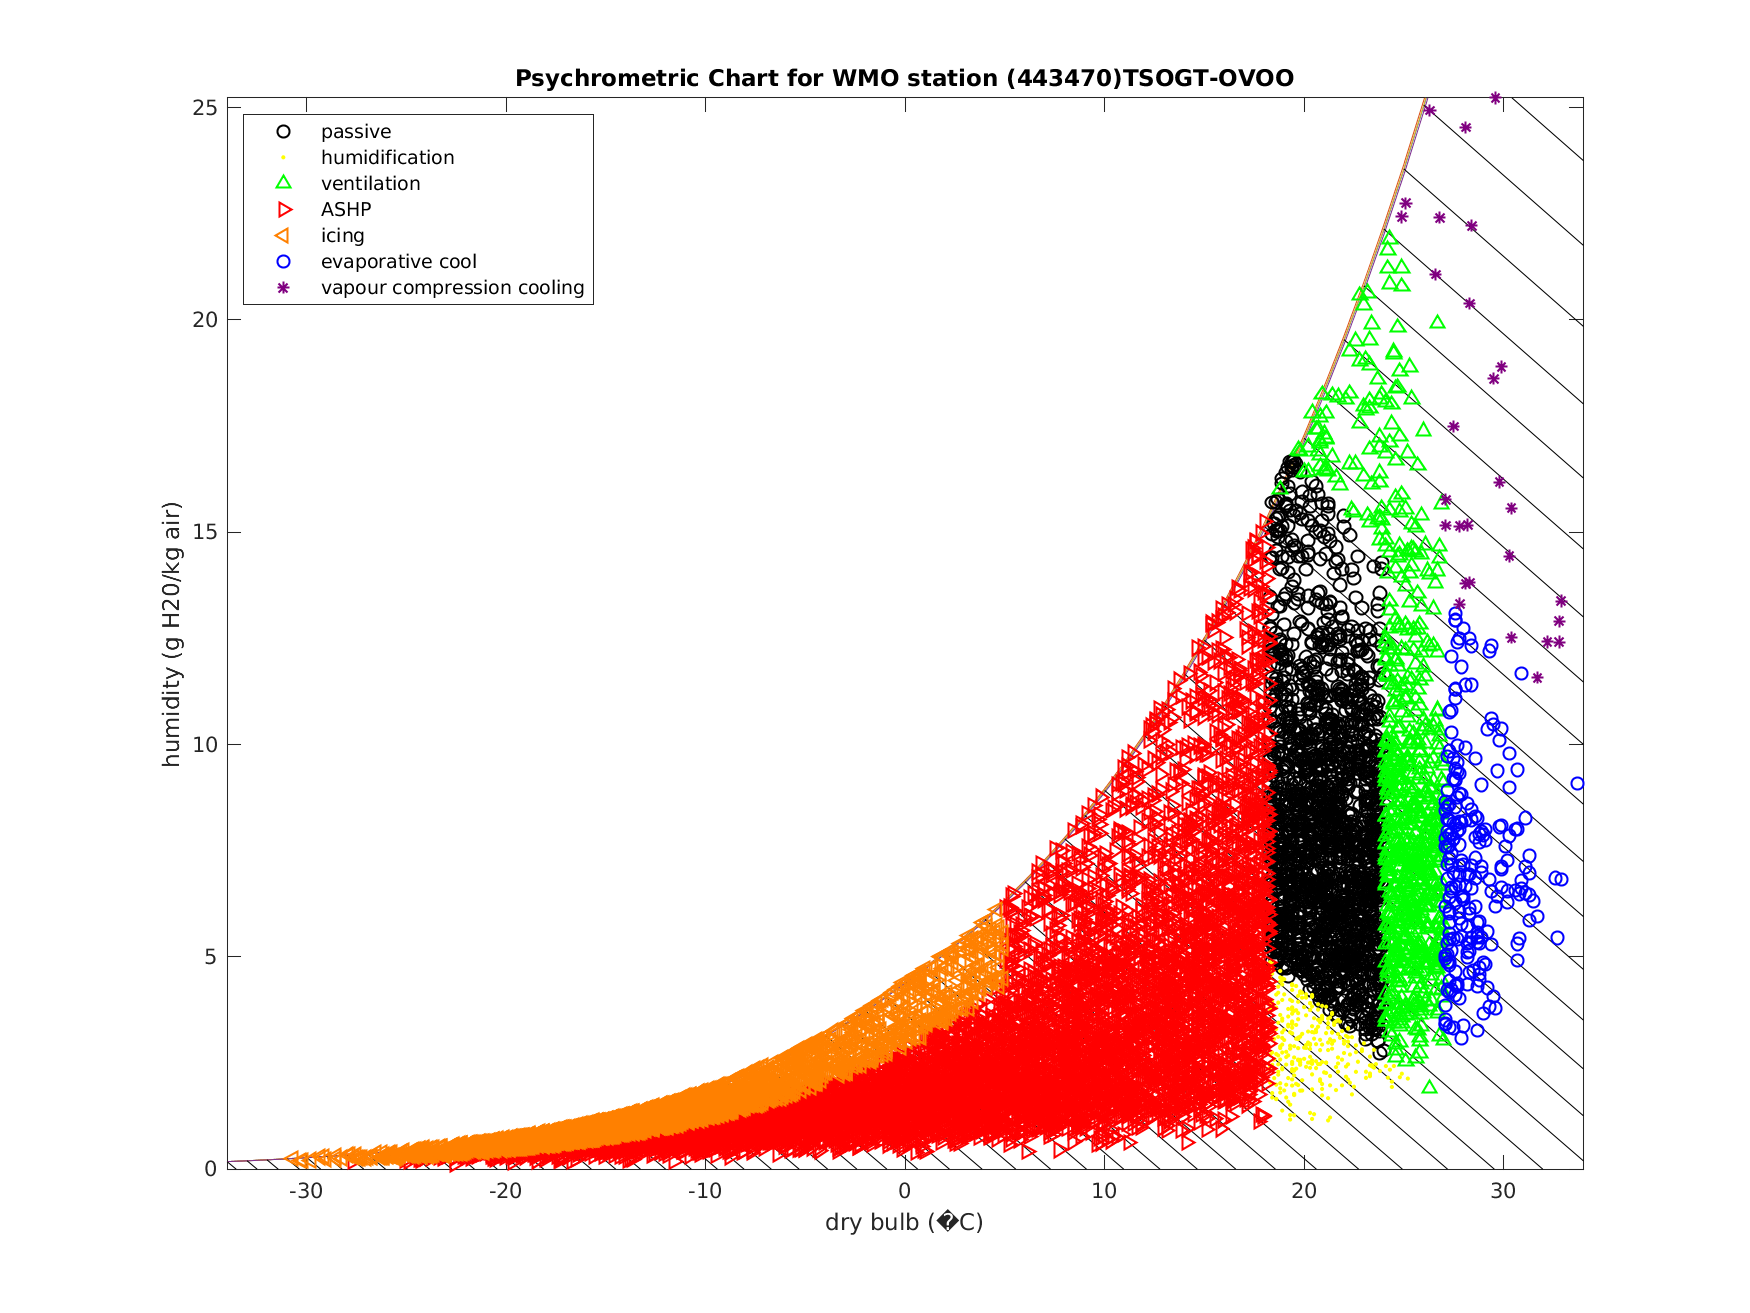 Psychrometric Chart for WMO station (443470)TSOGT-OVOO
passive
humidification
ventilation
ASHP
icing
evaporative cool
vapour compression cooling
humidity (g H20/kg air)
25
20
15
10
5
0
-30 -20 -10 0 10 20 30
dry bulb (�C)